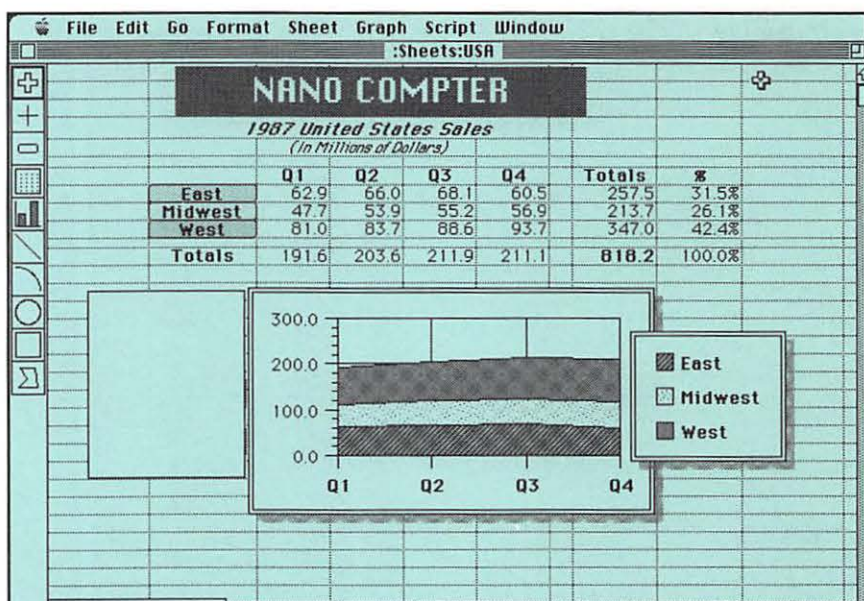 File Edit Go Format Sheet Graph Script Window
:Sheets:USA
NANO COMPTER
1987 United States Sales
(In Millions of Dollars)
Q1 Q2 Q3 Q4 Totals %
East 62.9 66.0 68.1 60.5 257.5 31.5%
Midwest 47.7 53.9 55.2 56.9 213.7 26.1%
West 81.0 83.7 88.6 93.7 347.0 42.4%
Totals 191.6 203.6 211.9 211.1 818.2 100.0%
300.0
200.0
100.0
0.0
Q1 Q2 Q3 Q4
East
Midwest
West